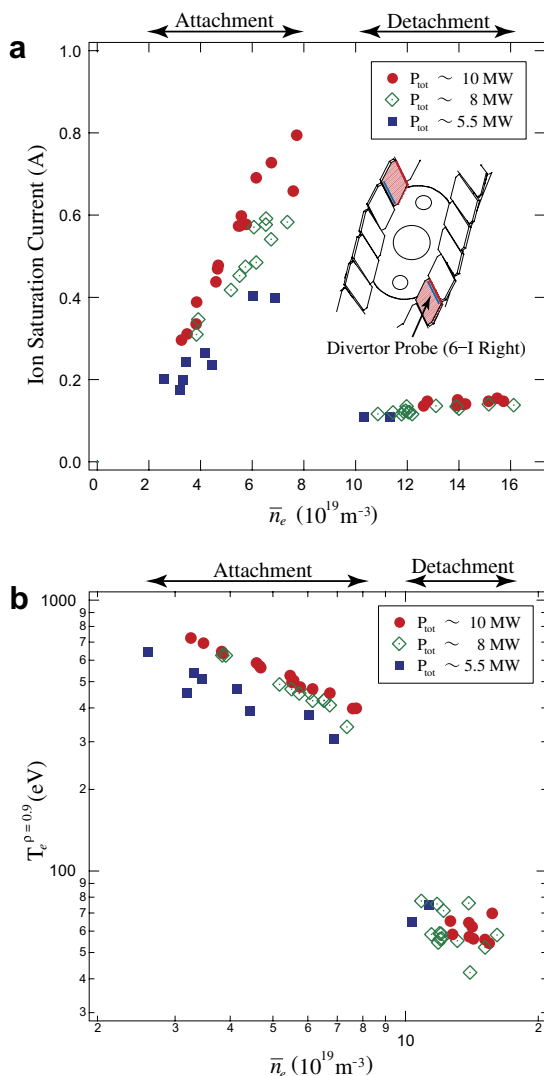 Attachment Detachment
a
1.0
0.8
0.6
0.4
0.2
0.0
Ion Saturation Current (A)
P_tot ~ 10 MW
P_tot ~ 8 MW
P_tot ~ 5.5 MW
Divertor Probe (6−I Right)
0 2 4 6 8 10 12 14 16
n̄_e (10^19 m^-3)
Attachment Detachment
b
1000
9
8
7
6
5
4
3
2
100
9
8
7
6
5
4
3
T_e^ρ=0.9 (eV)
P_tot ~ 10 MW
P_tot ~ 8 MW
P_tot ~ 5.5 MW
2 3 4 5 6 7 8 9 10 2
n̄_e (10^19 m^-3)